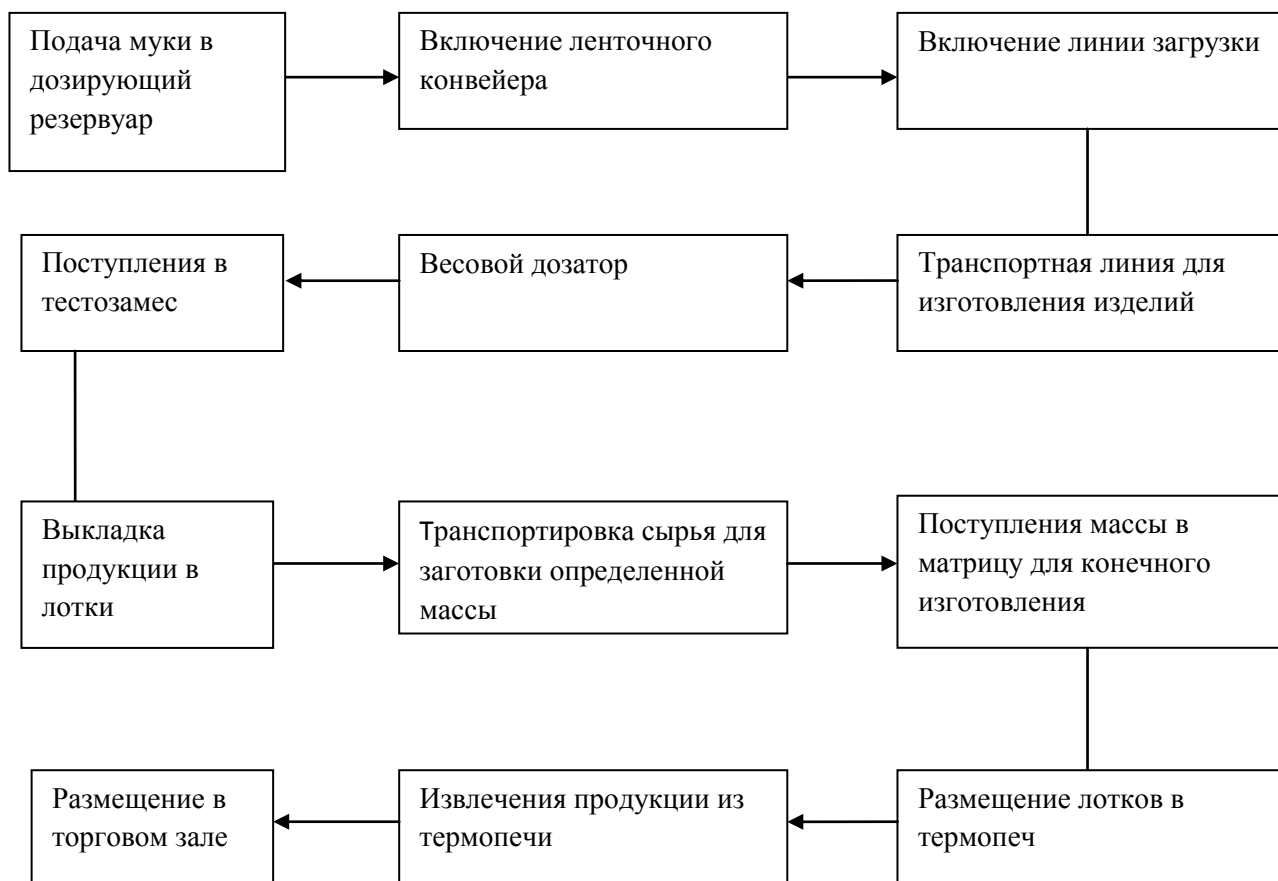 Подача муки в
дозирующий
резервуар
Включение ленточного
конвейера
Включение линии загрузки
Поступления в
тестозамес
Весовой дозатор
Транспортная линия для
изготовления изделий
Выкладка
продукции в
лотки
Транспортировка сырья для
заготовки определенной
массы
Поступления массы в
матрицу для конечного
изготовления
Размещение в
торговом зале
Извлечения продукции из
термопечи
Размещение лотков в
термопеч